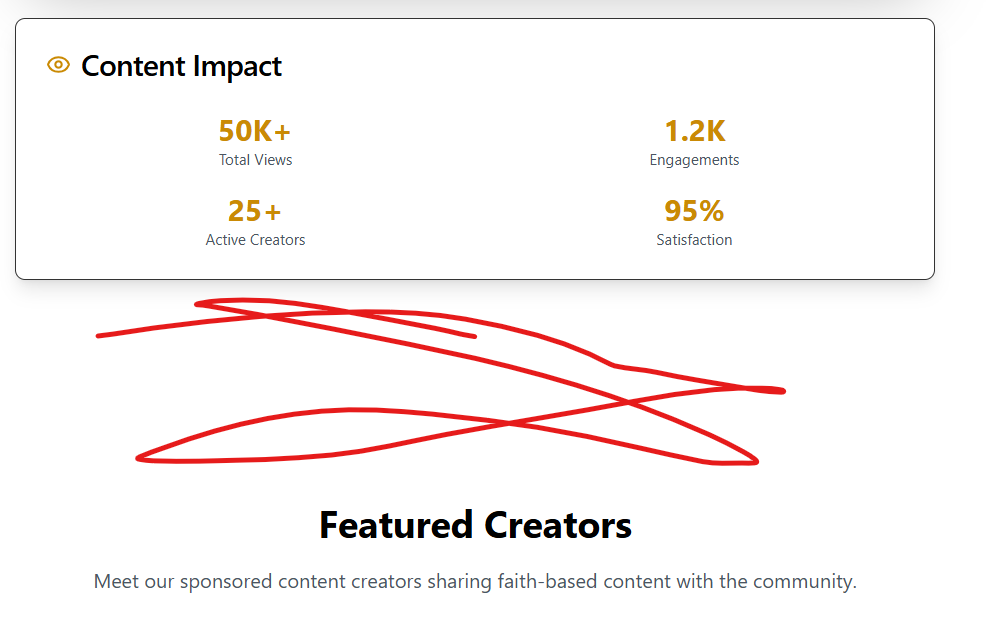 Content Impact
50K+ 1.2K
Total Views Engagements
25+ 95%
Active Creators Satisfaction
Featured Creators
Meet our sponsored content creators sharing faith-based content with the community.